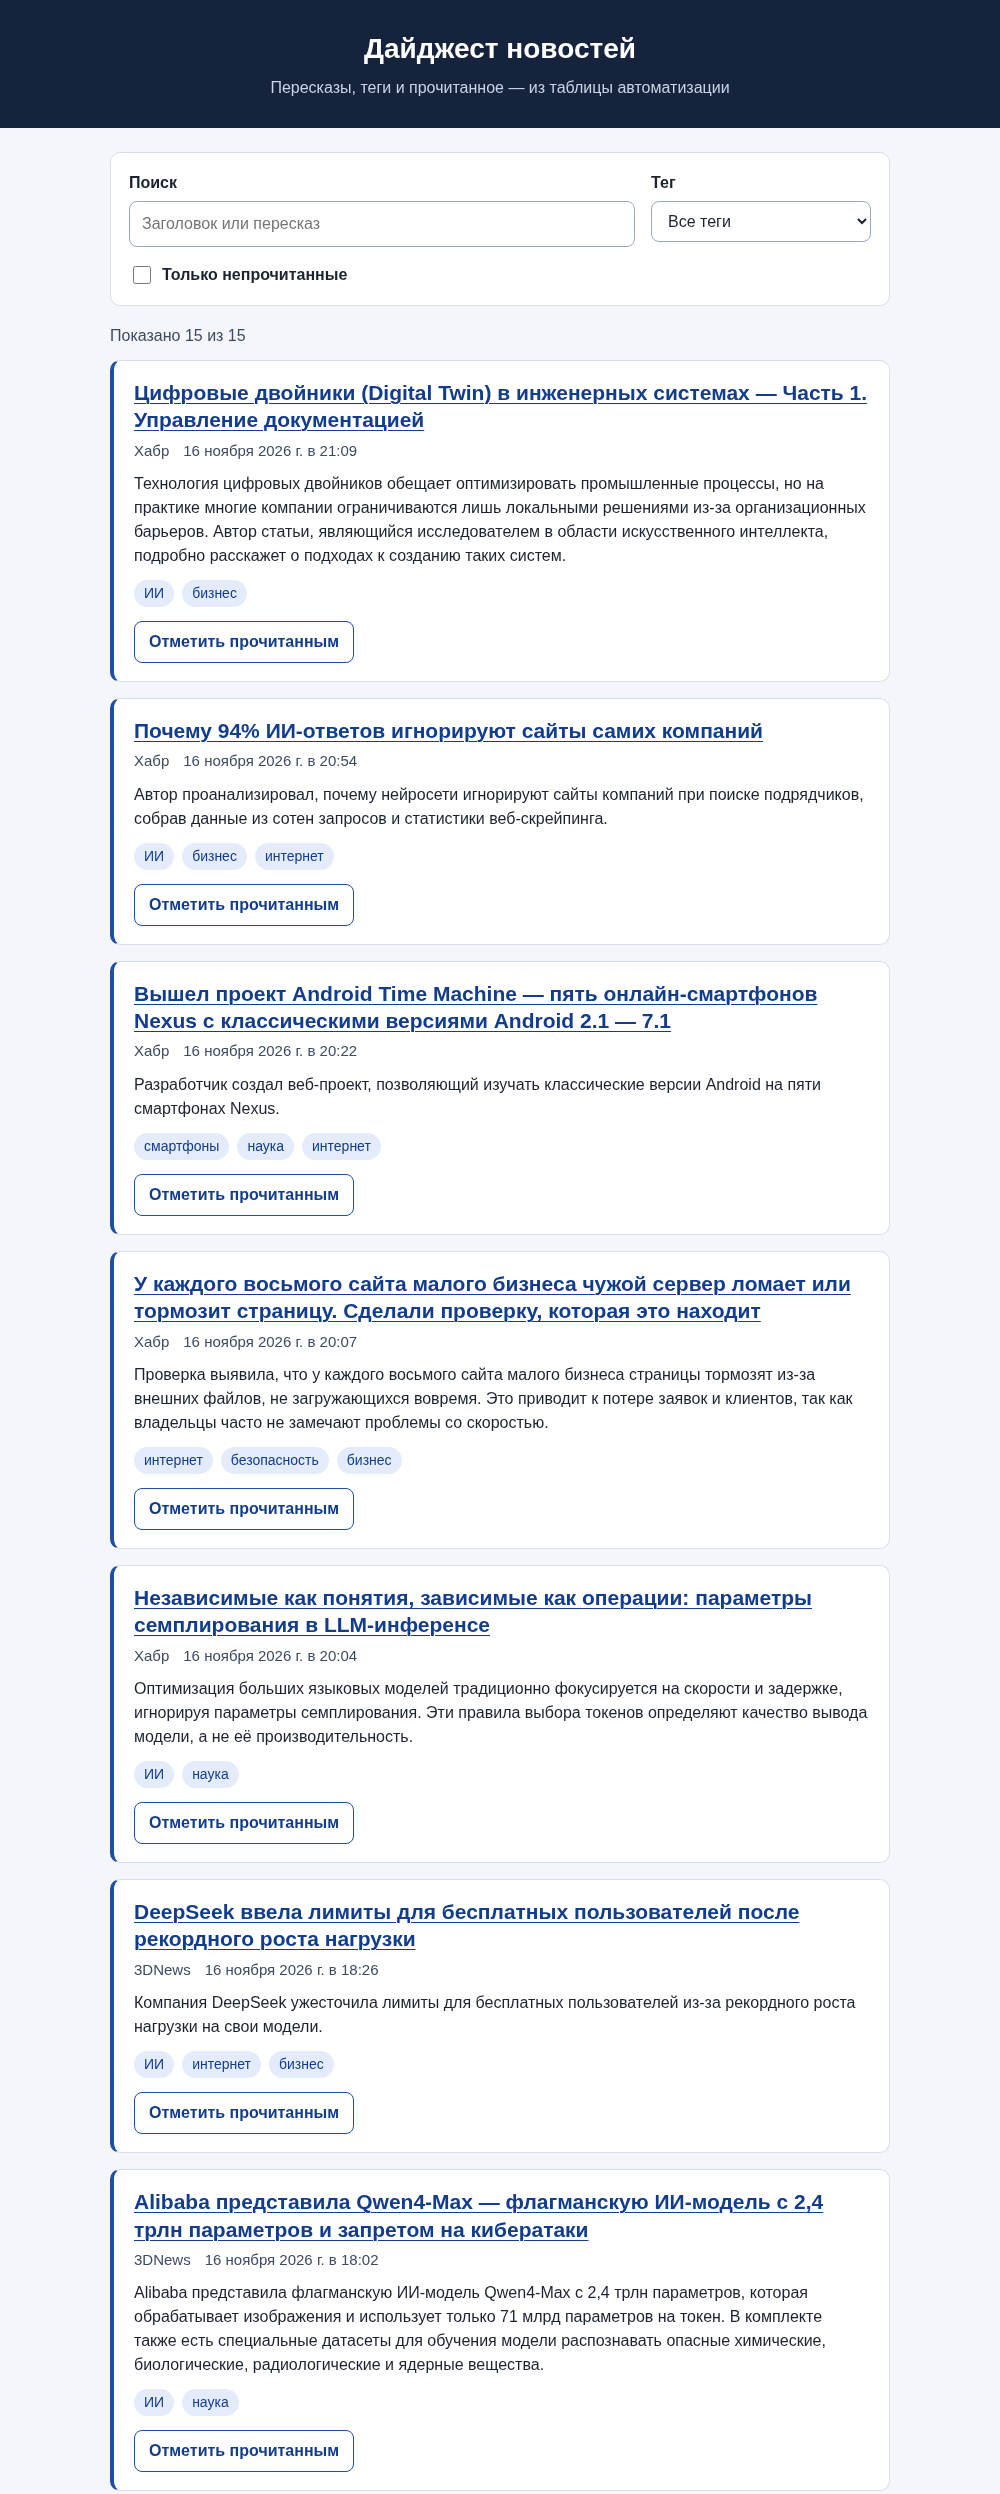 Дайджест новостей
Пересказы, теги и прочитанное — из таблицы автоматизации
Поиск
Тег
Заголовок или пересказ
Все теги
Только непрочитанные
Показано 15 из 15
Цифровые двойники (Digital Twin) в инженерных системах — Часть 1.
Управление документацией
Хабр 16 ноября 2026 г. в 21:09
Технология цифровых двойников обещает оптимизировать промышленные процессы, но на
практике многие компании ограничиваются лишь локальными решениями из-за организационных
барьеров. Автор статьи, являющийся исследователем в области искусственного интеллекта,
подробно расскажет о подходах к созданию таких систем.
ИИ бизнес
Отметить прочитанным
Почему 94% ИИ-ответов игнорируют сайты самих компаний
Хабр 16 ноября 2026 г. в 20:54
Автор проанализировал, почему нейросети игнорируют сайты компаний при поиске подрядчиков,
собрав данные из сотен запросов и статистики веб-скрейпинга.
ИИ бизнес интернет
Отметить прочитанным
Вышел проект Android Time Machine — пять онлайн-смартфонов
Nexus с классическими версиями Android 2.1 — 7.1
Хабр 16 ноября 2026 г. в 20:22
Разработчик создал веб-проект, позволяющий изучать классические версии Android на пяти
смартфонах Nexus.
смартфоны наука интернет
Отметить прочитанным
У каждого восьмого сайта малого бизнеса чужой сервер ломает или
тормозит страницу. Сделали проверку, которая это находит
Хабр 16 ноября 2026 г. в 20:07
Проверка выявила, что у каждого восьмого сайта малого бизнеса страницы тормозят из-за
внешних файлов, не загружающихся вовремя. Это приводит к потере заявок и клиентов, так как
владельцы часто не замечают проблемы со скоростью.
интернет безопасность бизнес
Отметить прочитанным
Независимые как понятия, зависимые как операции: параметры
семплирования в LLM-инференсе
Хабр 16 ноября 2026 г. в 20:04
Оптимизация больших языковых моделей традиционно фокусируется на скорости и задержке,
игнорируя параметры семплирования. Эти правила выбора токенов определяют качество вывода
модели, а не её производительность.
ИИ наука
Отметить прочитанным
DeepSeek ввела лимиты для бесплатных пользователей после
рекордного роста нагрузки
3DNews 16 ноября 2026 г. в 18:26
Компания DeepSeek ужесточила лимиты для бесплатных пользователей из-за рекордного роста
нагрузки на свои модели.
ИИ интернет бизнес
Отметить прочитанным
Alibaba представила Qwen4-Max — флагманскую ИИ-модель с 2,4
трлн параметров и запретом на кибератаки
3DNews 16 ноября 2026 г. в 18:02
Alibaba представила флагманскую ИИ-модель Qwen4-Max с 2,4 трлн параметров, которая
обрабатывает изображения и использует только 71 млрд параметров на токен. В комплекте
также есть специальные датасеты для обучения модели распознавать опасные химические,
биологические, радиологические и ядерные вещества.
ИИ наука
Отметить прочитанным